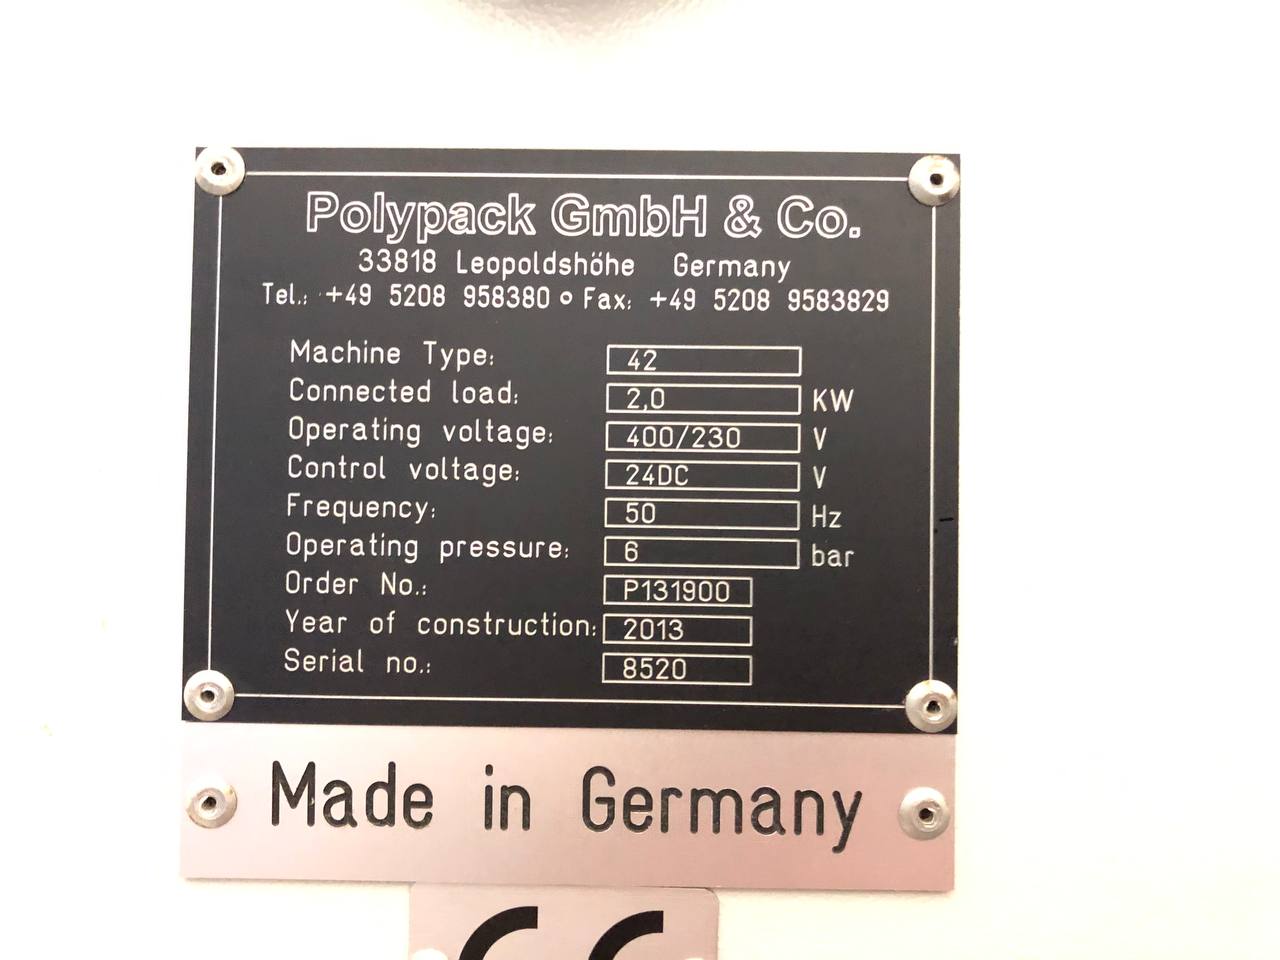 Polypack GmbH & Co.
33818 Leopoldshöhe Germany
Tel.: +49 5208 958380 ° Fax: +49 5208 9583829
Machine Type: 42
Connected load: 2,0 KW
Operating voltage: 400/230 V
Control voltage: 24DC V
Frequency: 50 Hz
Operating pressure: 6 bar
Order No.: P131900
Year of construction: 2013
Serial no.: 8520
Made in Germany
CE